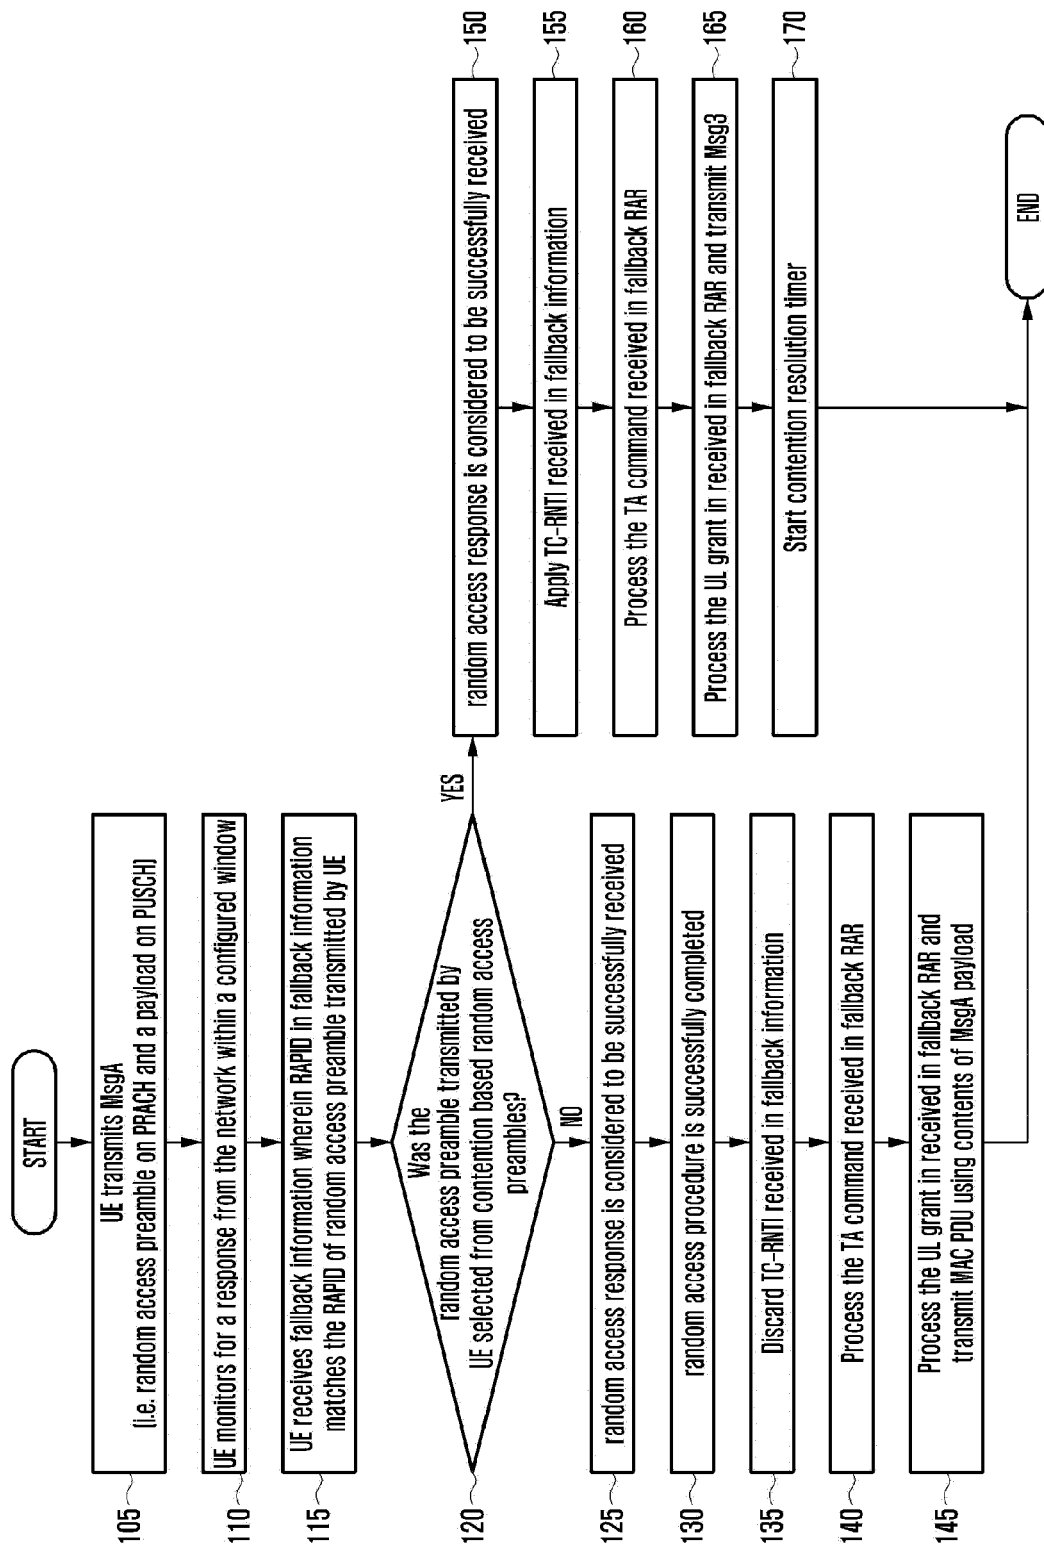 START
UE transmits MsgA
(i.e. random access preamble on PRACH and a payload on PUSCH)
105
UE monitors for a response from the network within a configured window
110
UE receives fallback information wherein RAPID in fallback information
matches the RAPID of random access preamble transmitted by UE
115
Was the
random access preamble transmitted by
UE selected from contention based random access
preambles?
120
YES
NO
random access response is considered to be successfully received
125
random access procedure is successfully completed
130
Discard TC-RNTI received in fallback information
135
Process the TA command received in fallback RAR
140
Process the UL grant in received in fallback RAR and
transmit MAC PDU using contents of MsgA payload
145
random access response is considered to be successfully received
150
Apply TC-RNTI received in fallback information
155
Process the TA command received in fallback RAR
160
Process the UL grant in received in fallback RAR and transmit Msg3
165
Start contention resolution timer
170
END